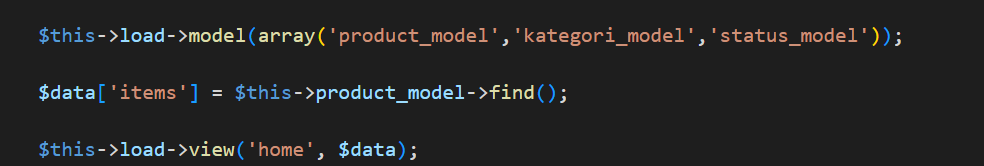 $this->load->model(array('product_model','kategori_model','status_model'));
$data['items'] = $this->product_model->find();
$this->load->view('home', $data);